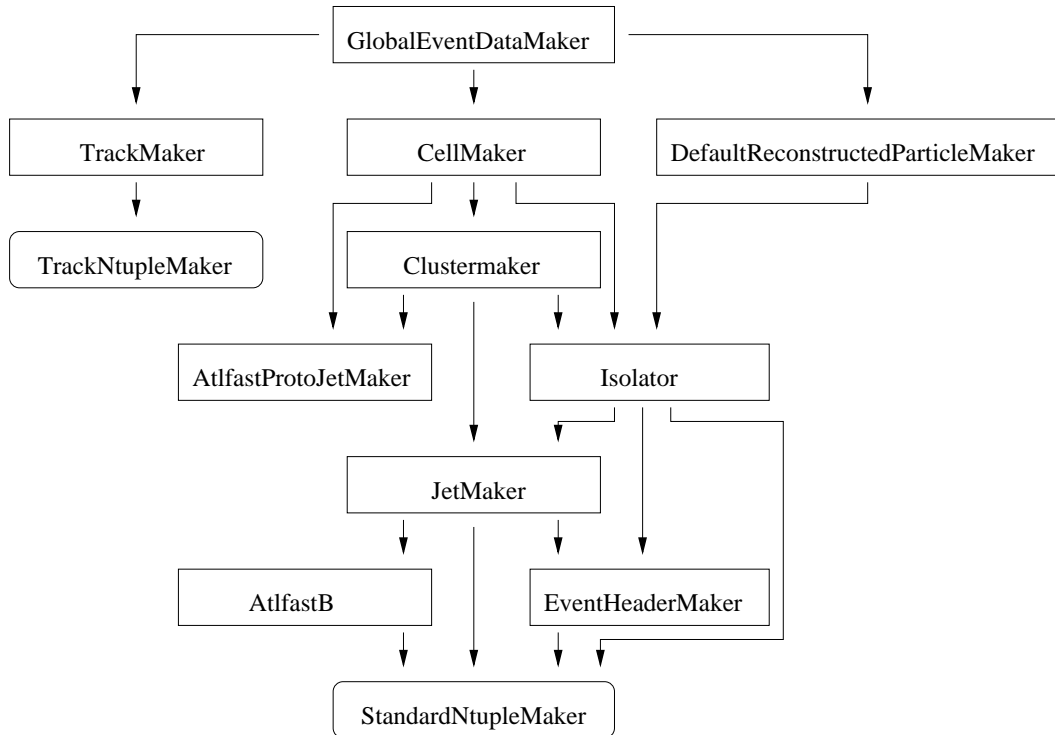 GlobalEventDataMaker
TrackMaker
CellMaker
DefaultReconstructedParticleMaker
TrackNtupleMaker
Clustermaker
AtlfastProtoJetMaker
Isolator
JetMaker
AtlfastB
EventHeaderMaker
StandardNtupleMaker